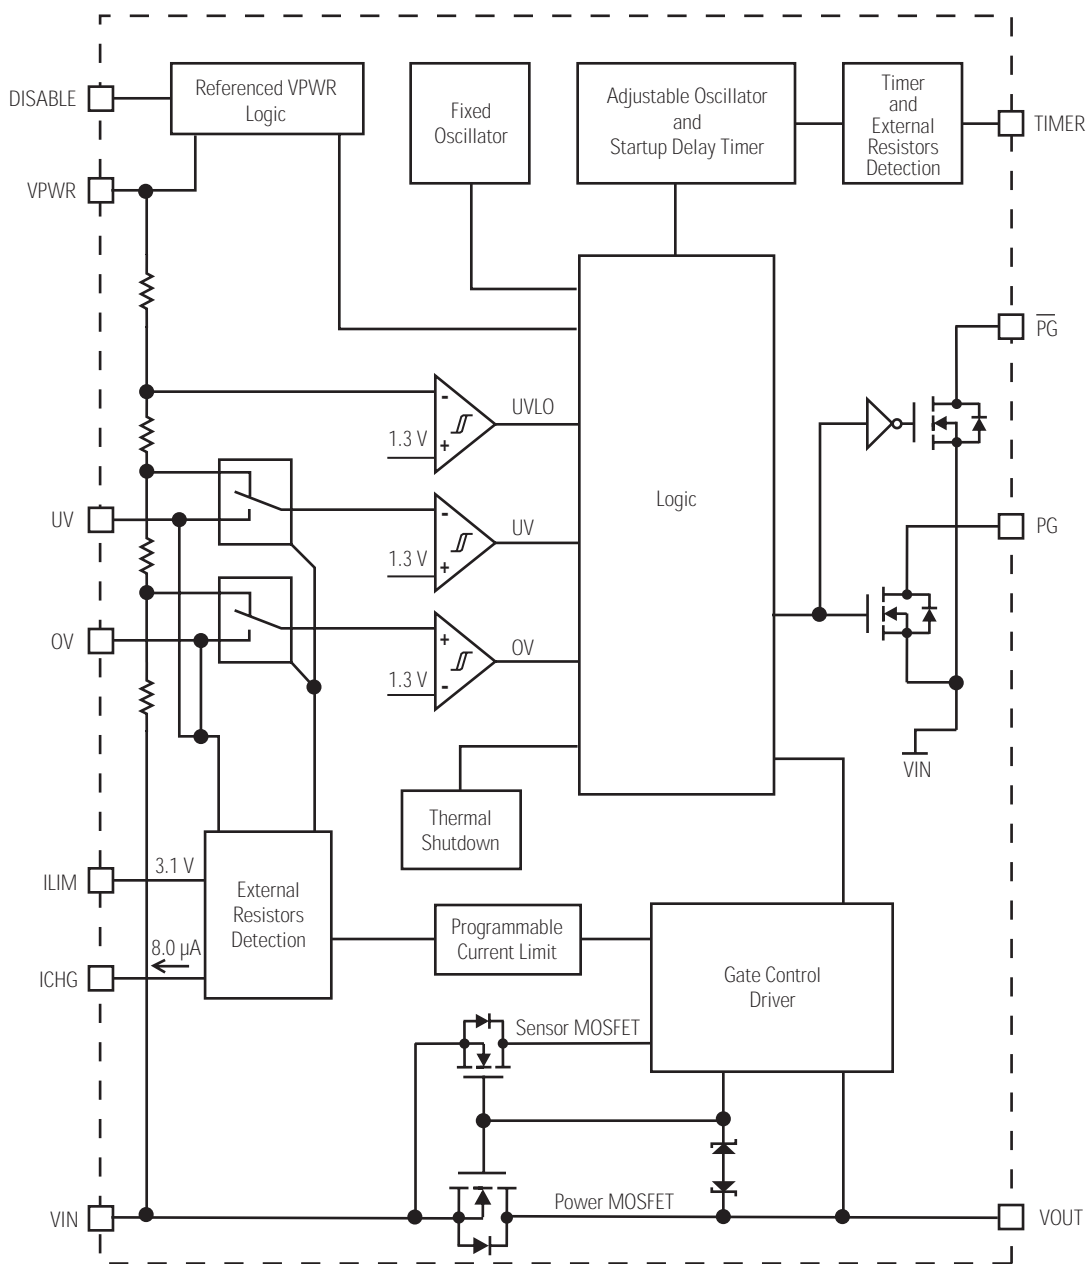 DISABLE
Referenced VPWR
Logic
Fixed
Oscillator
Adjustable Oscillator
and
Startup Delay Timer
Timer
and
External
Resistors
Detection
TIMER
VPWR
PG
UVLO
-
1.3 V
+
Logic
UV
-
UV
1.3 V
+
PG
OV
+
OV
1.3 V
-
VIN
Thermal
Shutdown
ILIM
3.1 V
External
Resistors
Detection
Programmable
Current Limit
8.0 µA
ICHG
Gate Control
Driver
Sensor MOSFET
Power MOSFET
VIN
VOUT